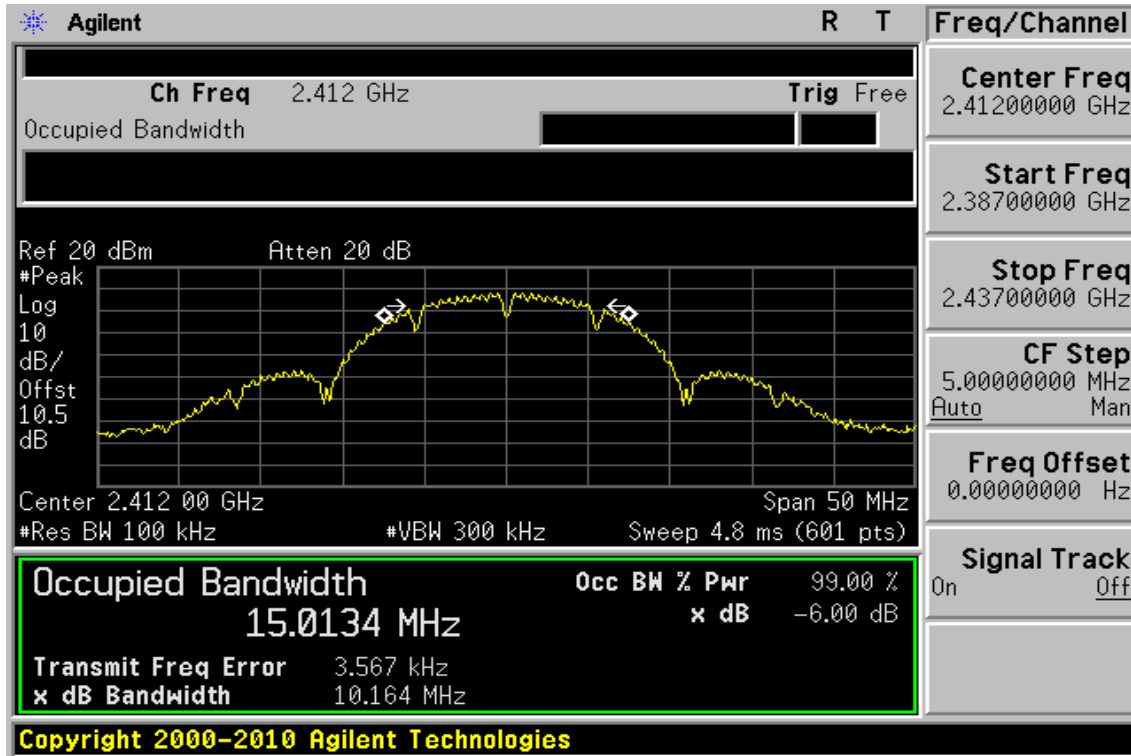 Agilent R T
Ch Freq 2.412 GHz Trig Free
Occupied Bandwidth
Ref 20 dBm Atten 20 dB
#Peak
Log
10
dB/
Offst
10.5
dB
Center 2.412 00 GHz Span 50 MHz
#Res BW 100 kHz #VBW 300 kHz Sweep 4.8 ms (601 pts)
Occupied Bandwidth Occ BW % Pwr 99.00 %
15.0134 MHz x dB -6.00 dB
Transmit Freq Error 3.567 kHz
x dB Bandwidth 10.164 MHz
Copyright 2000-2010 Agilent Technologies
Freq/Channel
Center Freq
2.41200000 GHz
Start Freq
2.38700000 GHz
Stop Freq
2.43700000 GHz
CF Step
5.00000000 MHz
Auto Man
Freq Offset
0.00000000 Hz
Signal Track
On Off